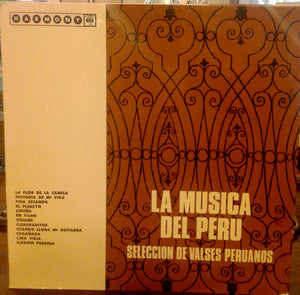 HARMONY
LA FLOR DE LA CANELA
HISTORIA DE MI VIDA
FINA ESTAMPA
EL PLEBEYO
LIMEÑA
EN VANO
ODIAME
AMARRADITOS
CUANDO LLORA MI GUITARRA
ENGAÑADA
LIMA VIEJA
ILUSION PERDIDA
LA MUSICA
DEL PERU
SELECCION DE VALSES PERUANOS